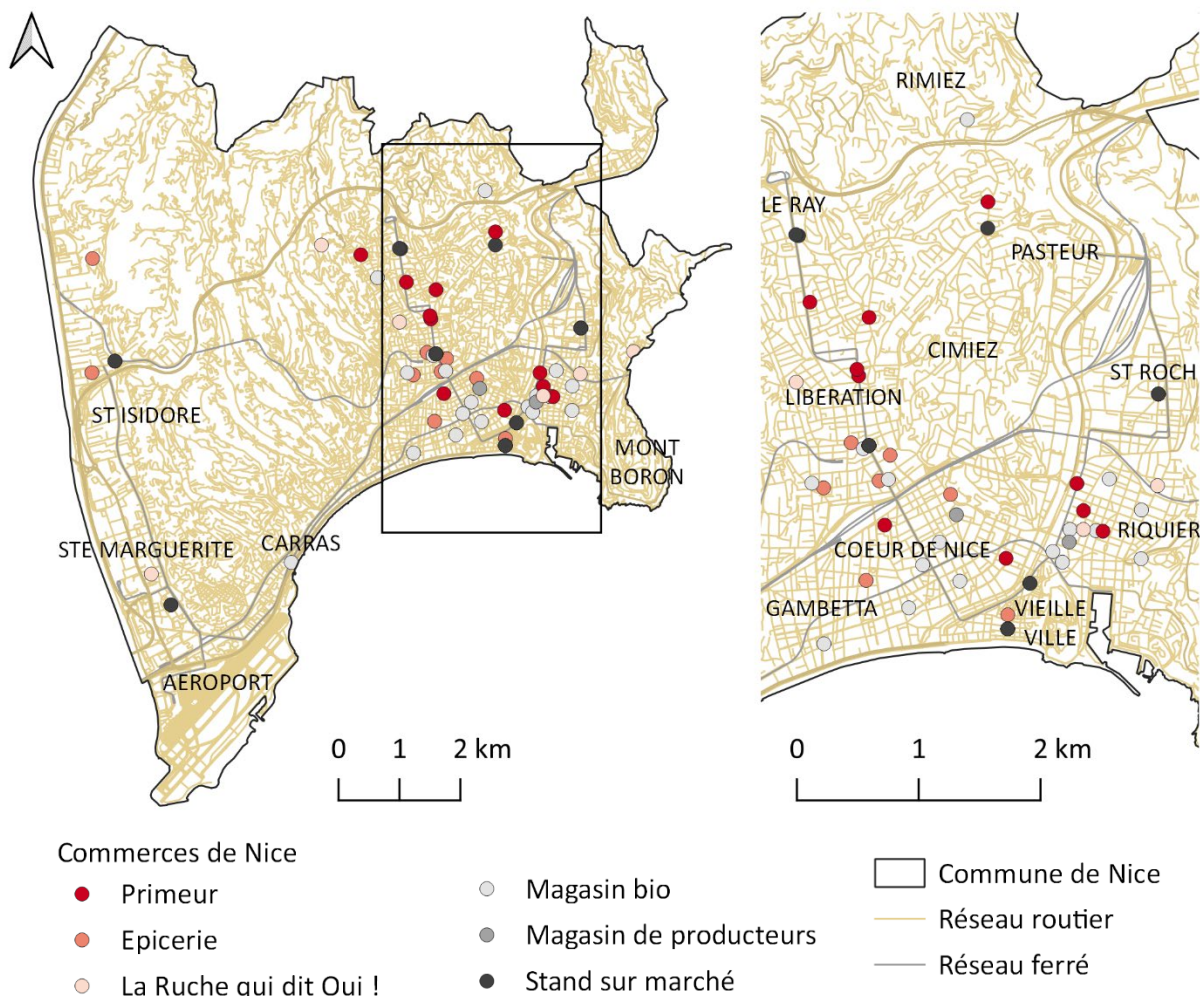 ST ISIDORE
STE MARGUERITE
CARRAS
AEROPORT
MONT
BORON
0 1 2 km
RIMIEZ
LE RAY
PASTEUR
CIMIEZ
LIBERATION
ST ROCH
RIQUIER
COEUR DE NICE
GAMBETTA
VIEILLE
VILLE
0 1 2 km
Commerces de Nice
Primeur
Epicerie
La Ruche qui dit Oui !
Magasin bio
Magasin de producteurs
Stand sur marché
Commune de Nice
Réseau routier
Réseau ferré